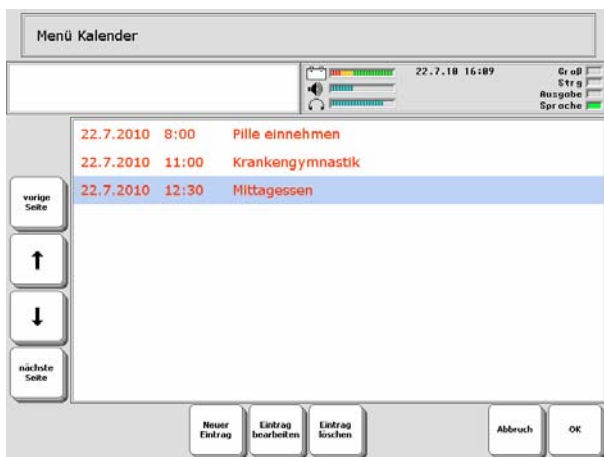 Menü Kalender
22.7.10 16:09
Groß
Strg
Ausgabe
Sprache
22.7.2010 8:00 Pille einnehmen
22.7.2010 11:00 Krankengymnastik
22.7.2010 12:30 Mittagessen
vorige
Seite
↑
↓
nächste
Seite
Neuer
Eintrag
Eintrag
bearbeiten
Eintrag
löschen
Abbruch
OK